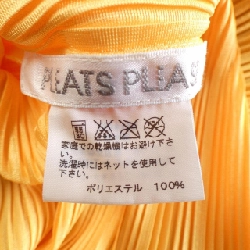 PLEATS PLEAS
家庭での乾燥機はお避け
下さい。
洗濯時にはネットを使用して
下さい。
ポリエステル 100%